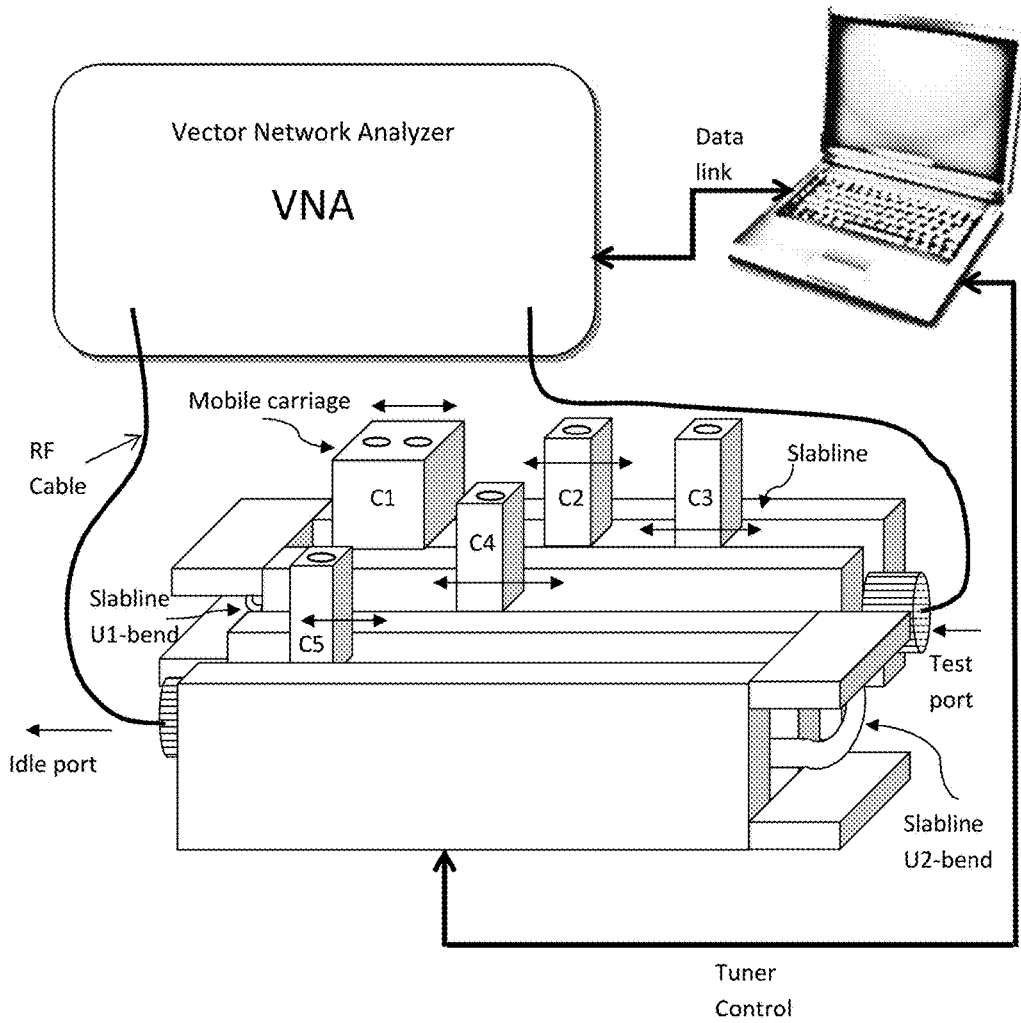 Vector Network Analyzer
VNA
Data
link
Mobile carriage
RF
Cable
Slabline
C1
C2
C3
C4
C5
Slabline
U1-bend
Test
port
Idle port
Slabline
U2-bend
Tuner
Control